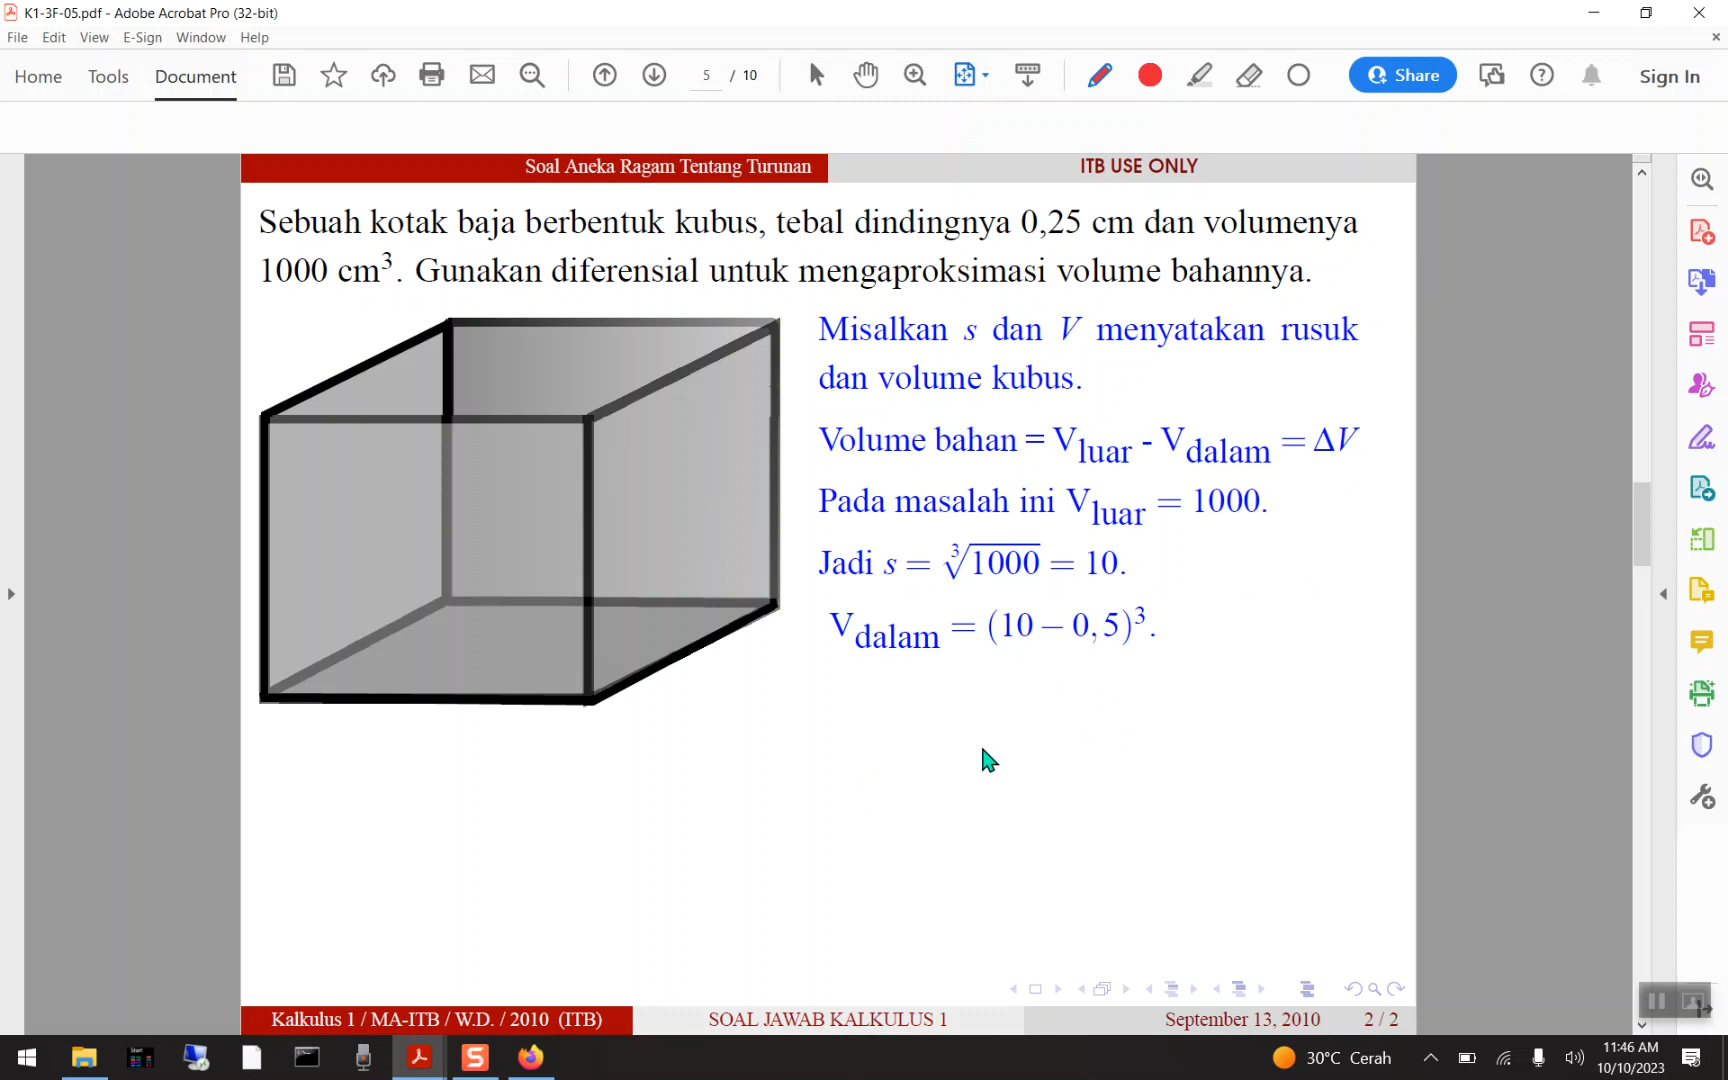 K1-3F-05.pdf - Adobe Acrobat Pro (32-bit)
File Edit View E-Sign Window Help
Home Tools Document 5 / 10 Share Sign In
Soal Aneka Ragam Tentang Turunan ITB USE ONLY
Sebuah kotak baja berbentuk kubus, tebal dindingnya 0,25 cm dan volumenya
1000 cm³. Gunakan diferensial untuk mengaproksimasi volume bahannya.
Misalkan s dan V menyatakan rusuk
dan volume kubus.
Volume bahan = V_luar - V_dalam = ΔV
Pada masalah ini V_luar = 1000.
Jadi s = ∛1000 = 10.
V_dalam = (10 − 0,5)³.
Kalkulus 1 / MA-ITB / W.D. / 2010 (ITB) SOAL JAWAB KALKULUS 1 September 13, 2010 2 / 2
30°C Cerah
11:46 AM
10/10/2023